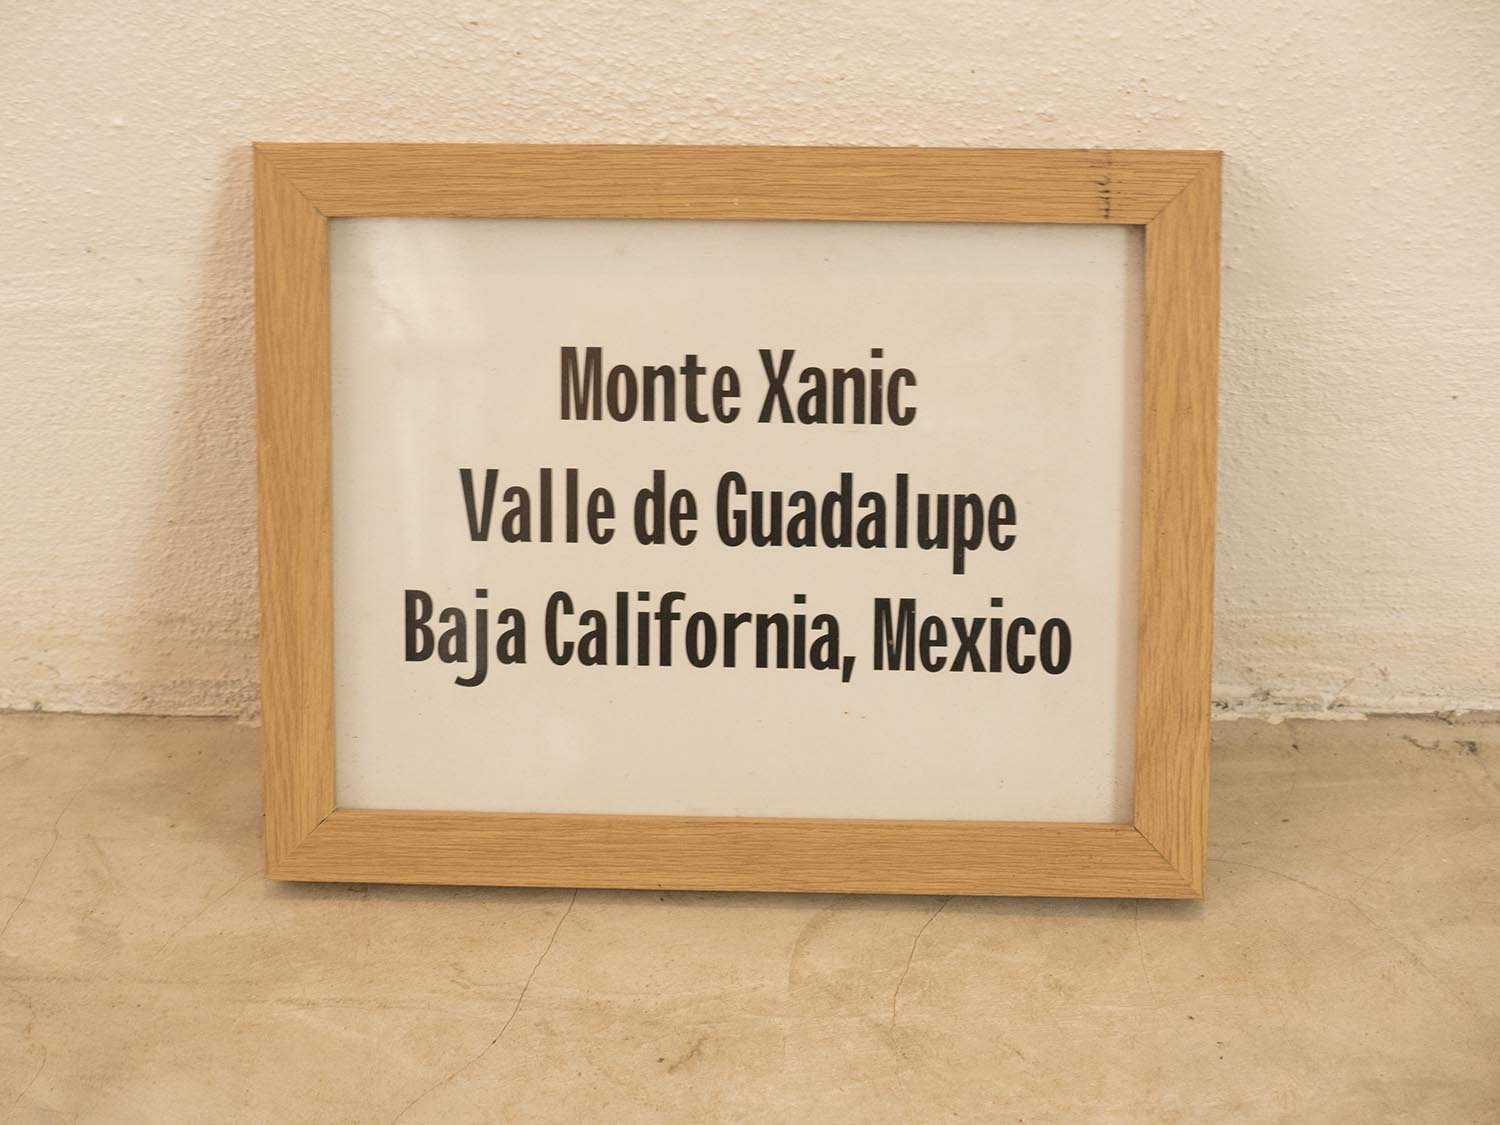 Monte Xanic
Valle de Guadalupe
Baja California, Mexico